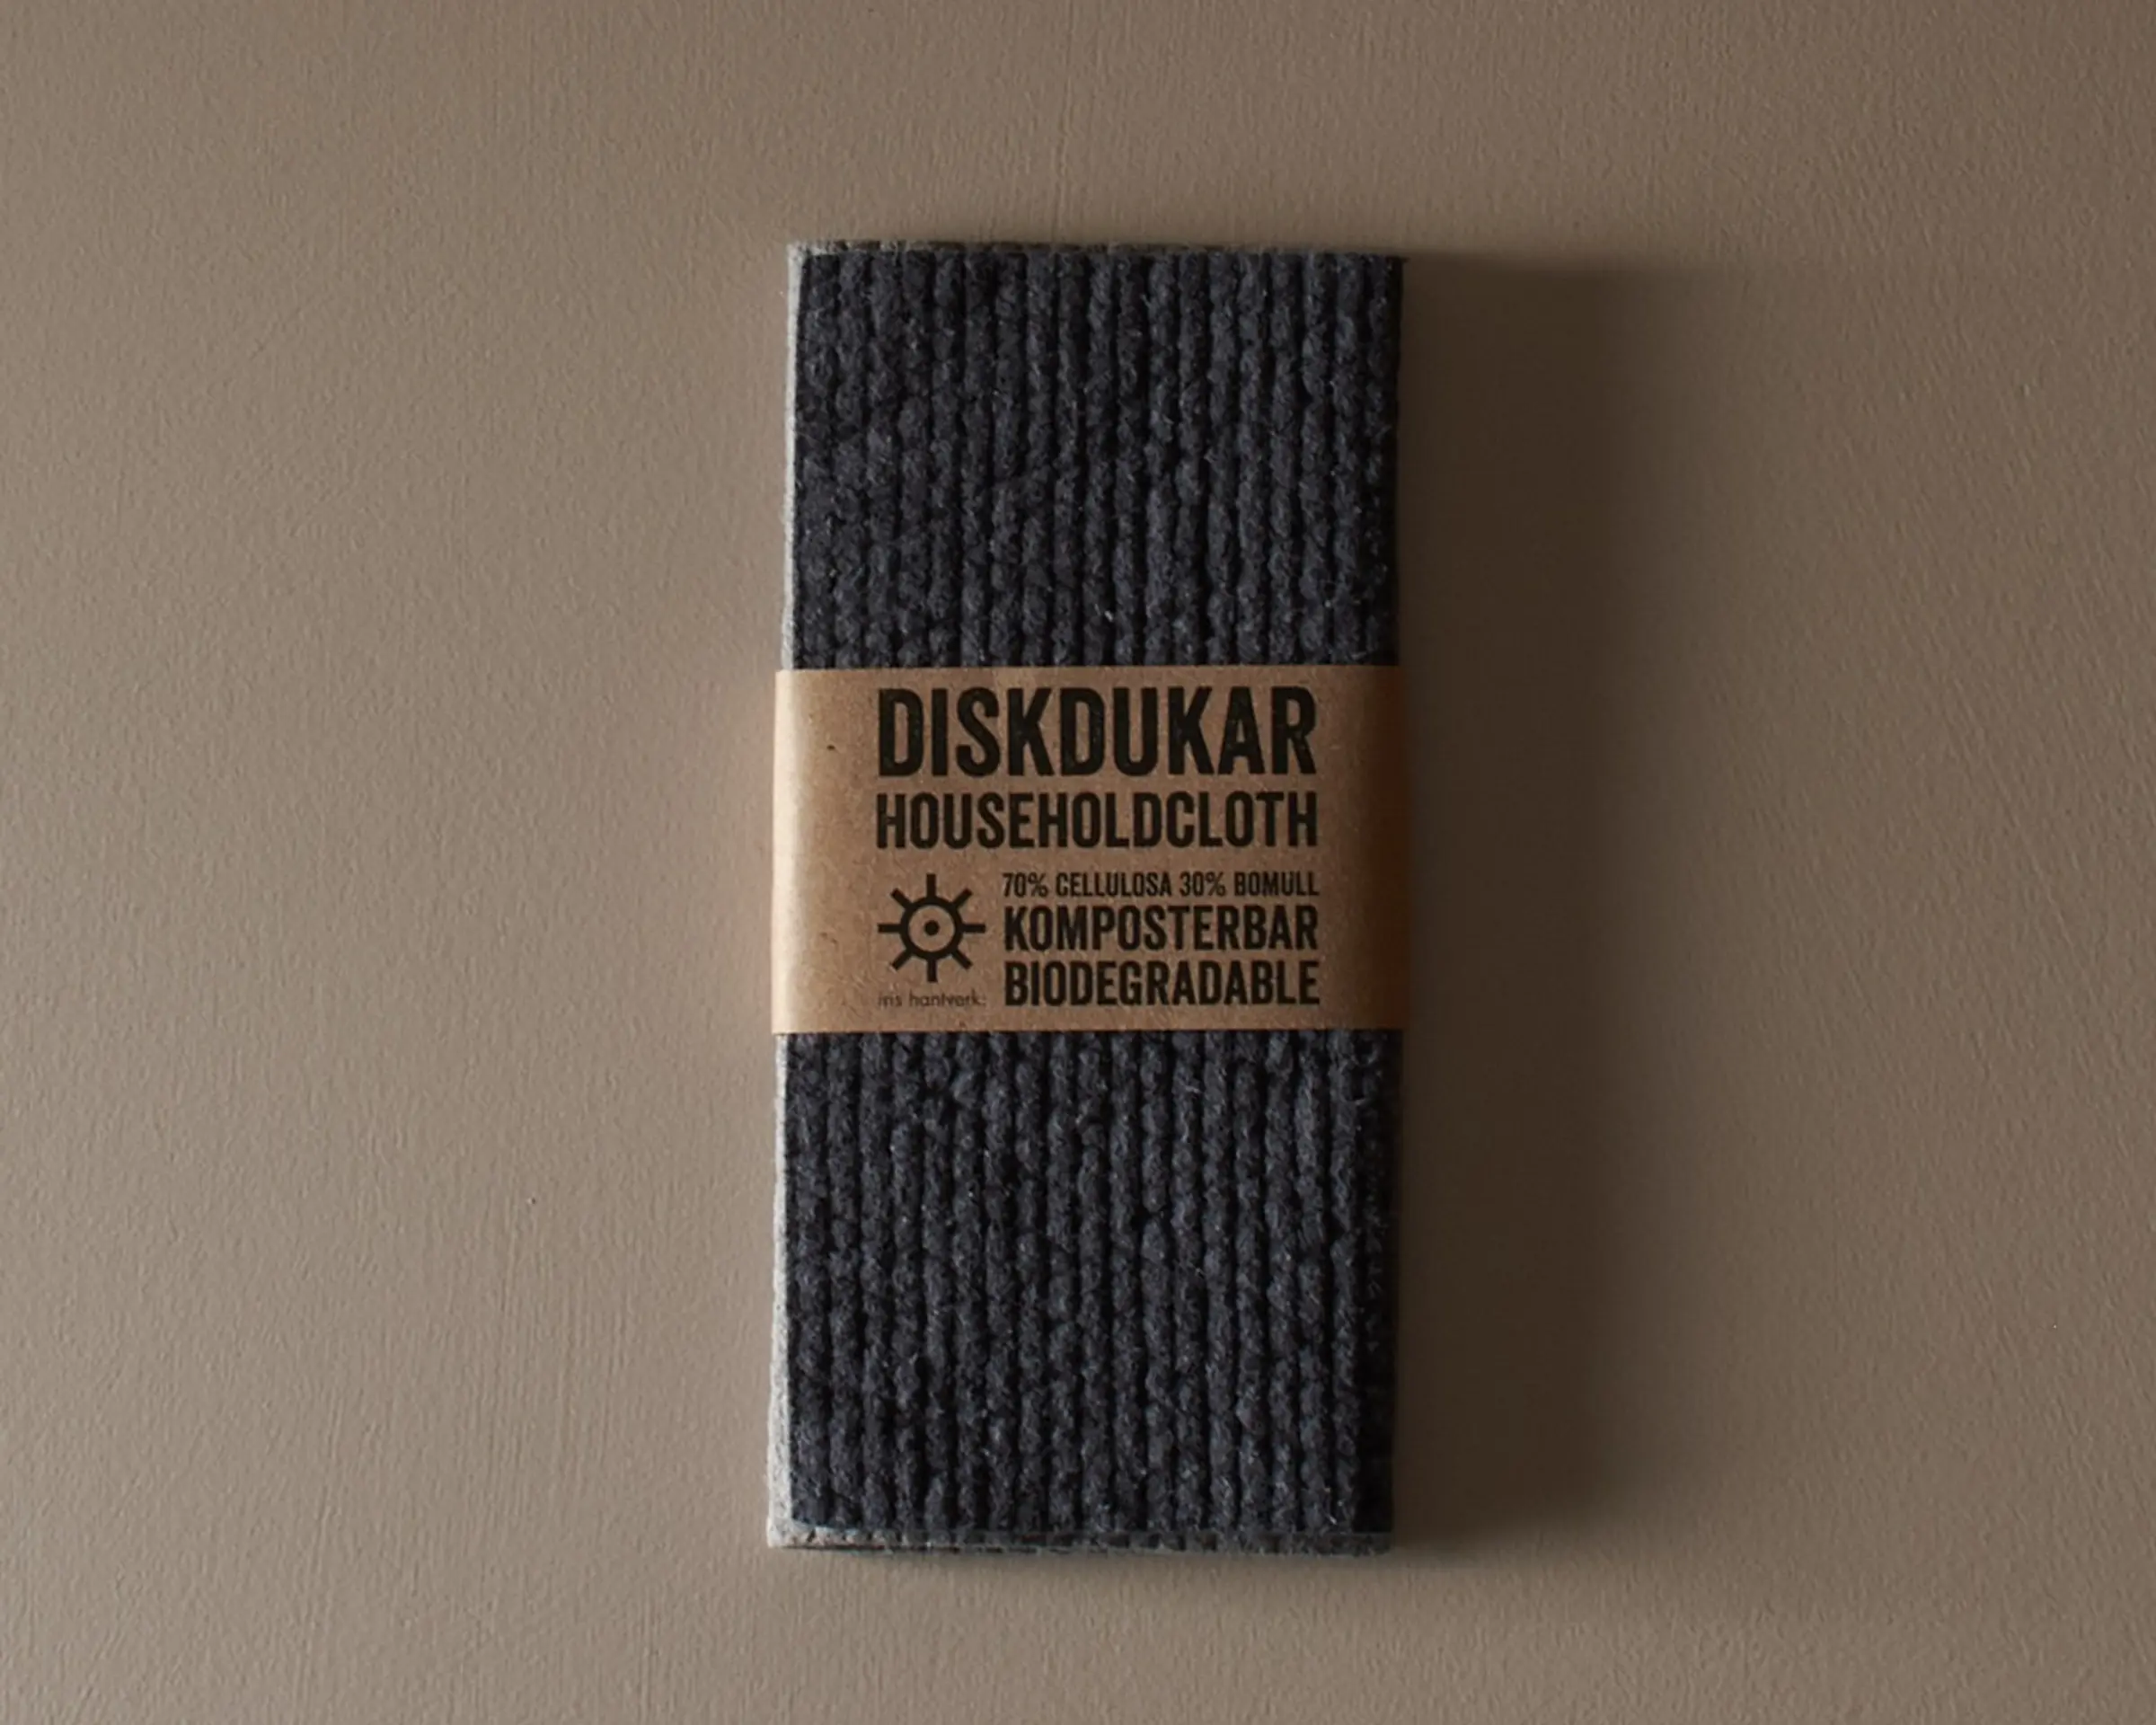 DISKDUKAR
HOUSEHOLDCLOTH
70% CELLULOSA 30% BOMULL
KOMPOSTERBAR
BIODEGRADABLE
iris hantverk